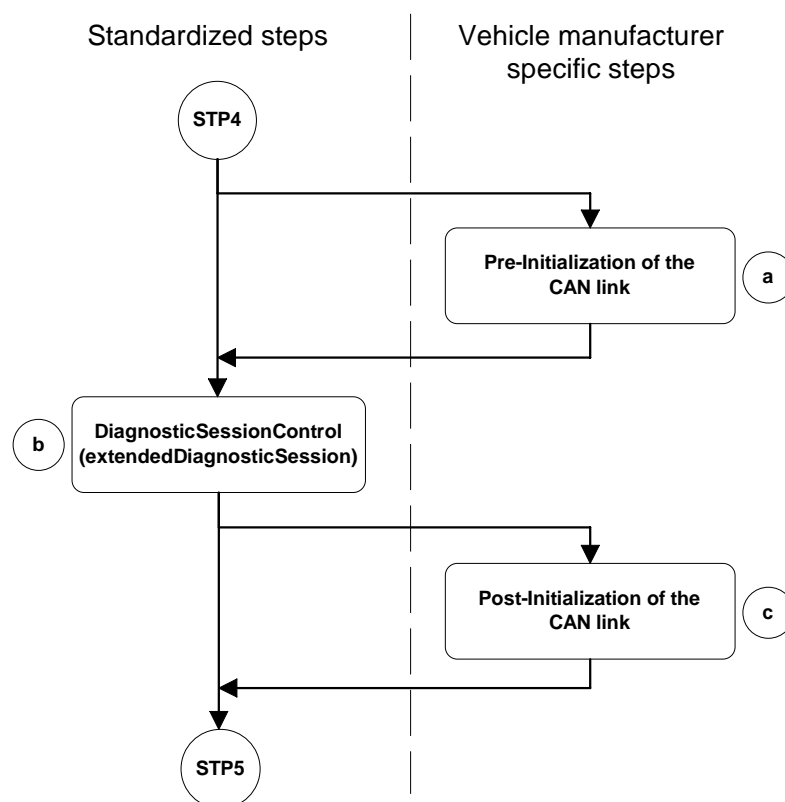 Standardized steps
Vehicle manufacturer
specific steps
STP4
Pre-Initialization of the
CAN link
a
b
DiagnosticSessionControl
(extendedDiagnosticSession)
Post-Initialization of the
CAN link
c
STP5